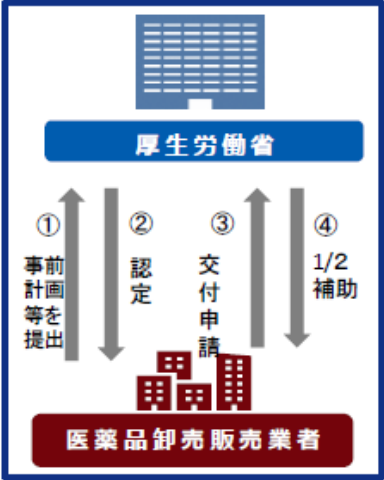 厚生労働省
①
事前
計画
等を
提出
②
認
定
③
交
付
申
請
④
1/2
補助
医薬品卸売販売業者